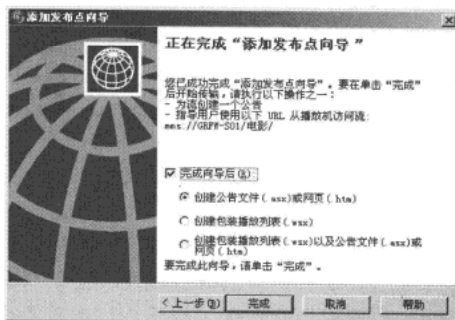 添加发布点向导
正在完成“添加发布点向导”
您已成功完成“添加发布点向导”。要在单击“完成”
后开始传输，请执行以下操作之一：
- 为流创建一个公告
- 指导用户使用以下 URL 从播放机访问流:
mms://GRFW-S01/电影/
完成向导后(R)
创建公告文件(.asx)或网页(.htm)
创建包装播放列表(.wsx)
创建包装播放列表(.wsx)以及公告文件(.asx)或
网页(.htm)
要完成此向导，请单击“完成”。
< 上一步(B)
完成
取消
帮助